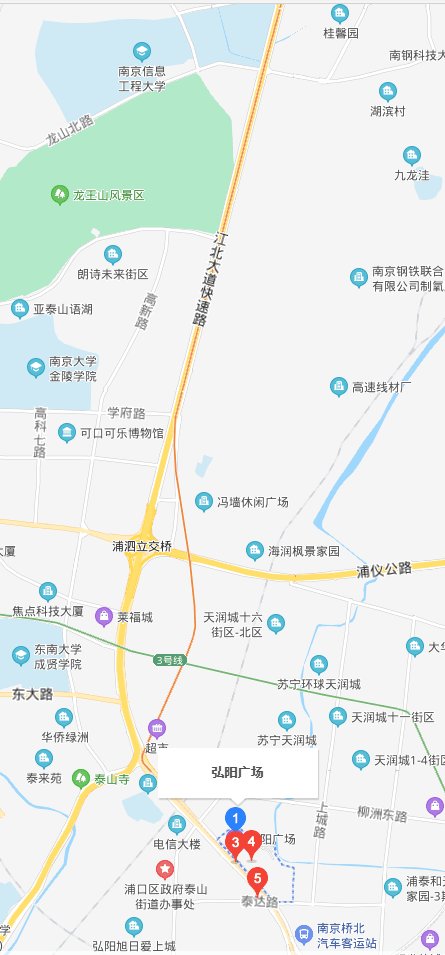 桂馨园
南京信息
工程大学
南钢科技大
湖滨村
龙山北路
九龙洼
龙王山风景区
江北大道快速路
朗诗未来街区
南京钢铁联合
有限公司制氧
高新路
亚泰山语湖
南京大学
金陵学院
高速线材厂
学府路
高科七路
可口可乐博物馆
冯墙休闲广场
浦泗立交桥
大厦
海润枫景家园
浦仪公路
焦点科技大厦
莱福城
天润城十六
街区-北区
东南大学
成贤学院
大华
3号线
苏宁环球天润城
东大路
华侨绿洲
天润城十一街区
超市
苏宁天润城
弘阳广场
泰来苑
天润城1-4街区
泰山寺
1
上城路
柳洲东路
3
4
阳广场
电信大楼
5
浦口区政府泰山
街道办事处
浦泰和天
家园-3期
泰达路
南京桥北
汽车客运站
弘阳旭日爱上城
学